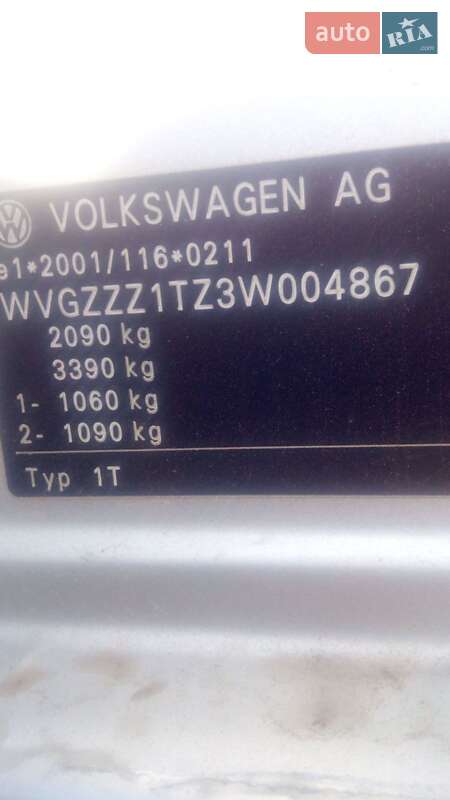 auto RIA .com
VOLKSWAGEN AG
e1*2001/116*0211
WVGZZZ1TZ3W004867
2090 kg
3390 kg
1- 1060 kg
2- 1090 kg
Typ 1T